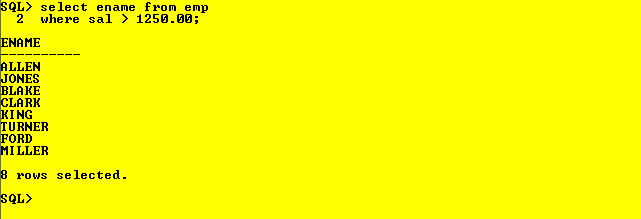 SQL> select ename from emp
2 where sal > 1250.00;
ENAME
----------
ALLEN
JONES
BLAKE
CLARK
KING
TURNER
FORD
MILLER
8 rows selected.
SQL>